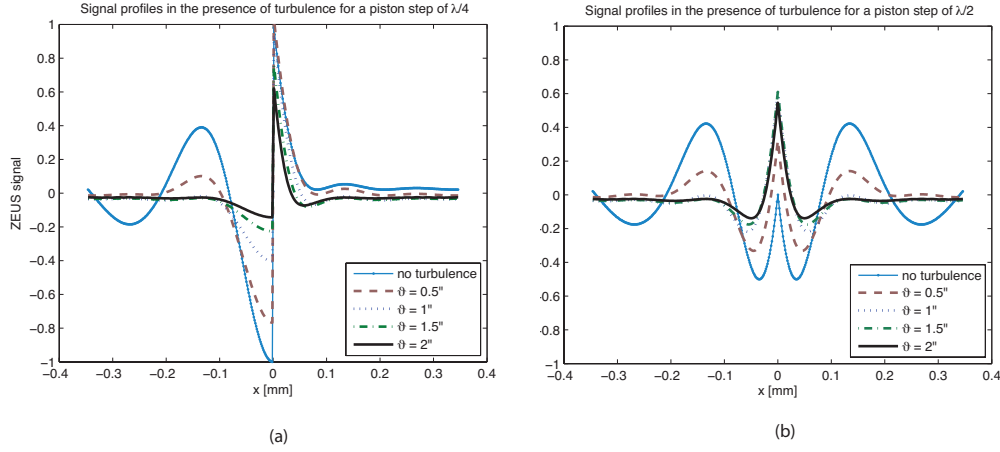 Signal profiles in the presence of turbulence for a piston step of λ/4
1
0.8
0.6
0.4
0.2
0
−0.2
−0.4
−0.6
−0.8
−1
ZEUS signal
−0.4 −0.3 −0.2 −0.1 0 0.1 0.2 0.3 0.4
x [mm]
no turbulence
ϑ = 0.5"
ϑ = 1"
ϑ = 1.5"
ϑ = 2"
(a)
Signal profiles in the presence of turbulence for a piston step of λ/2
1
0.8
0.6
0.4
0.2
0
−0.2
−0.4
−0.6
−0.8
−1
−0.4 −0.3 −0.2 −0.1 0 0.1 0.2 0.3 0.4
x [mm]
no turbulence
ϑ = 0.5"
ϑ = 1"
ϑ = 1.5"
ϑ = 2"
(b)